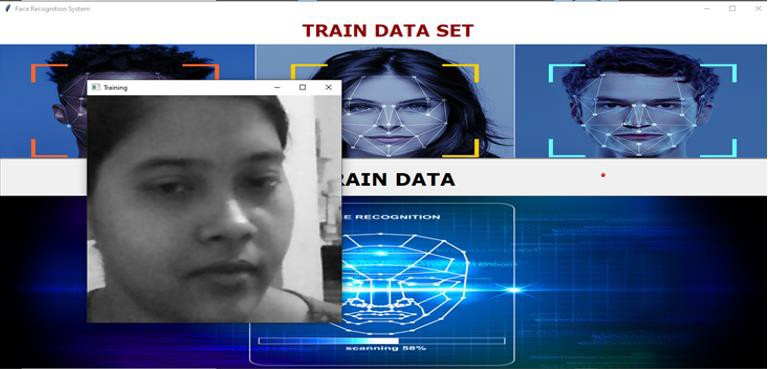 Face Recognition System
TRAIN DATA SET
Training
RAIN DATA
E RECOGNITION
scanning 58%